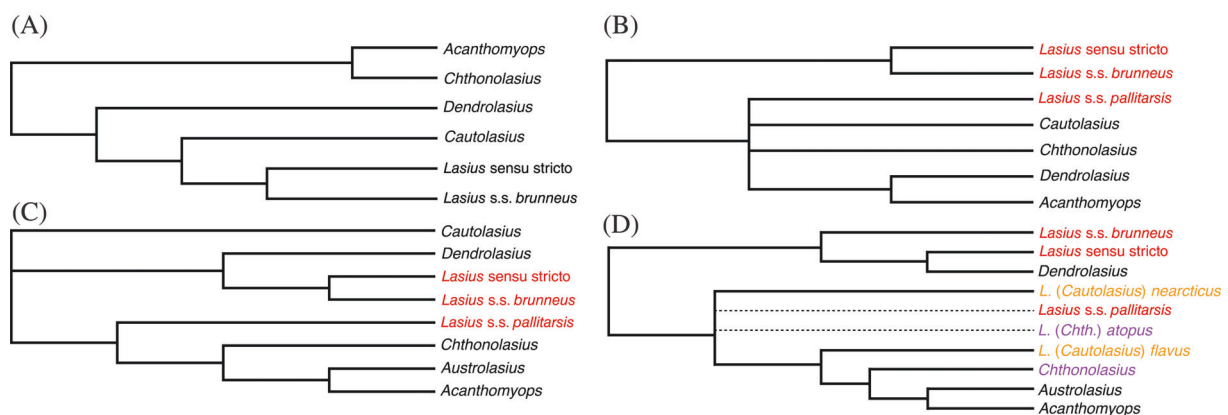 (A)
Acanthomyops
Chthonolasius
Dendrolasius
Cautolasius
Lasius sensu stricto
Lasius s.s. brunneus
(B)
Lasius sensu stricto
Lasius s.s. brunneus
Lasius s.s. pallitarsis
Cautolasius
Chthonolasius
Dendrolasius
Acanthomyops
(C)
Cautolasius
Dendrolasius
Lasius sensu stricto
Lasius s.s. brunneus
Lasius s.s. pallitarsis
Chthonolasius
Austrolasius
Acanthomyops
(D)
Lasius s.s. brunneus
Lasius sensu stricto
Dendrolasius
L. (Cautolasius) nearcticus
Lasius s.s. pallitarsis
L. (Chth.) atopus
L. (Cautolasius) flavus
Chthonolasius
Austrolasius
Acanthomyops